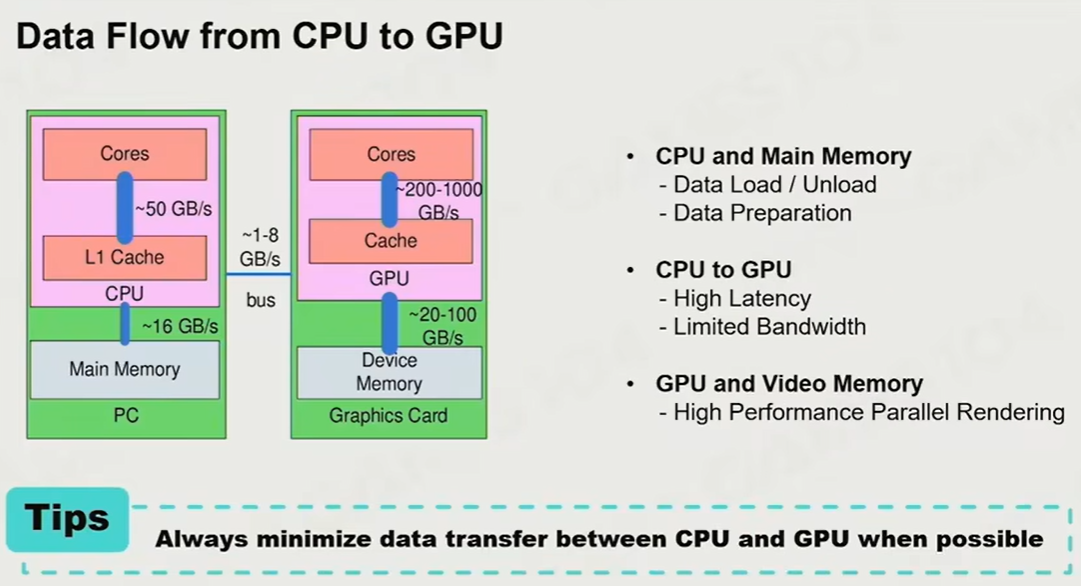 Data Flow from CPU to GPU
Cores
~50 GB/s
L1 Cache
CPU
~16 GB/s
Main Memory
PC
~1-8
GB/s
bus
Cores
~200-1000
GB/s
Cache
GPU
~20-100
GB/s
Device
Memory
Graphics Card
• CPU and Main Memory
- Data Load / Unload
- Data Preparation
• CPU to GPU
- High Latency
- Limited Bandwidth
• GPU and Video Memory
- High Performance Parallel Rendering
Tips
Always minimize data transfer between CPU and GPU when possible